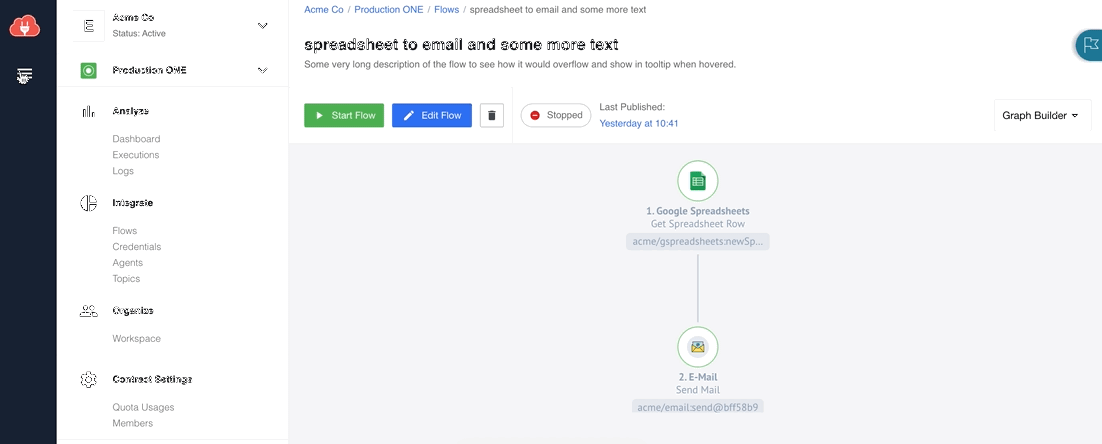 Acme Co
Status: Active
Production ONE
Analyze
Dashboard
Executions
Logs
Integrate
Flows
Credentials
Agents
Topics
Organize
Workspace
Contract Settings
Quota Usages
Members
Acme Co / Production ONE / Flows / spreadsheet to email and some more text
spreadsheet to email and some more text
Some very long description of the flow to see how it would overflow and show in tooltip when hovered.
Start Flow
Edit Flow
Stopped
Last Published:
Yesterday at 10:41
Graph Builder
1. Google Spreadsheets
Get Spreadsheet Row
acme/gspreadsheets:newSp...
2. E-Mail
Send Mail
acme/email:send@bff58b9